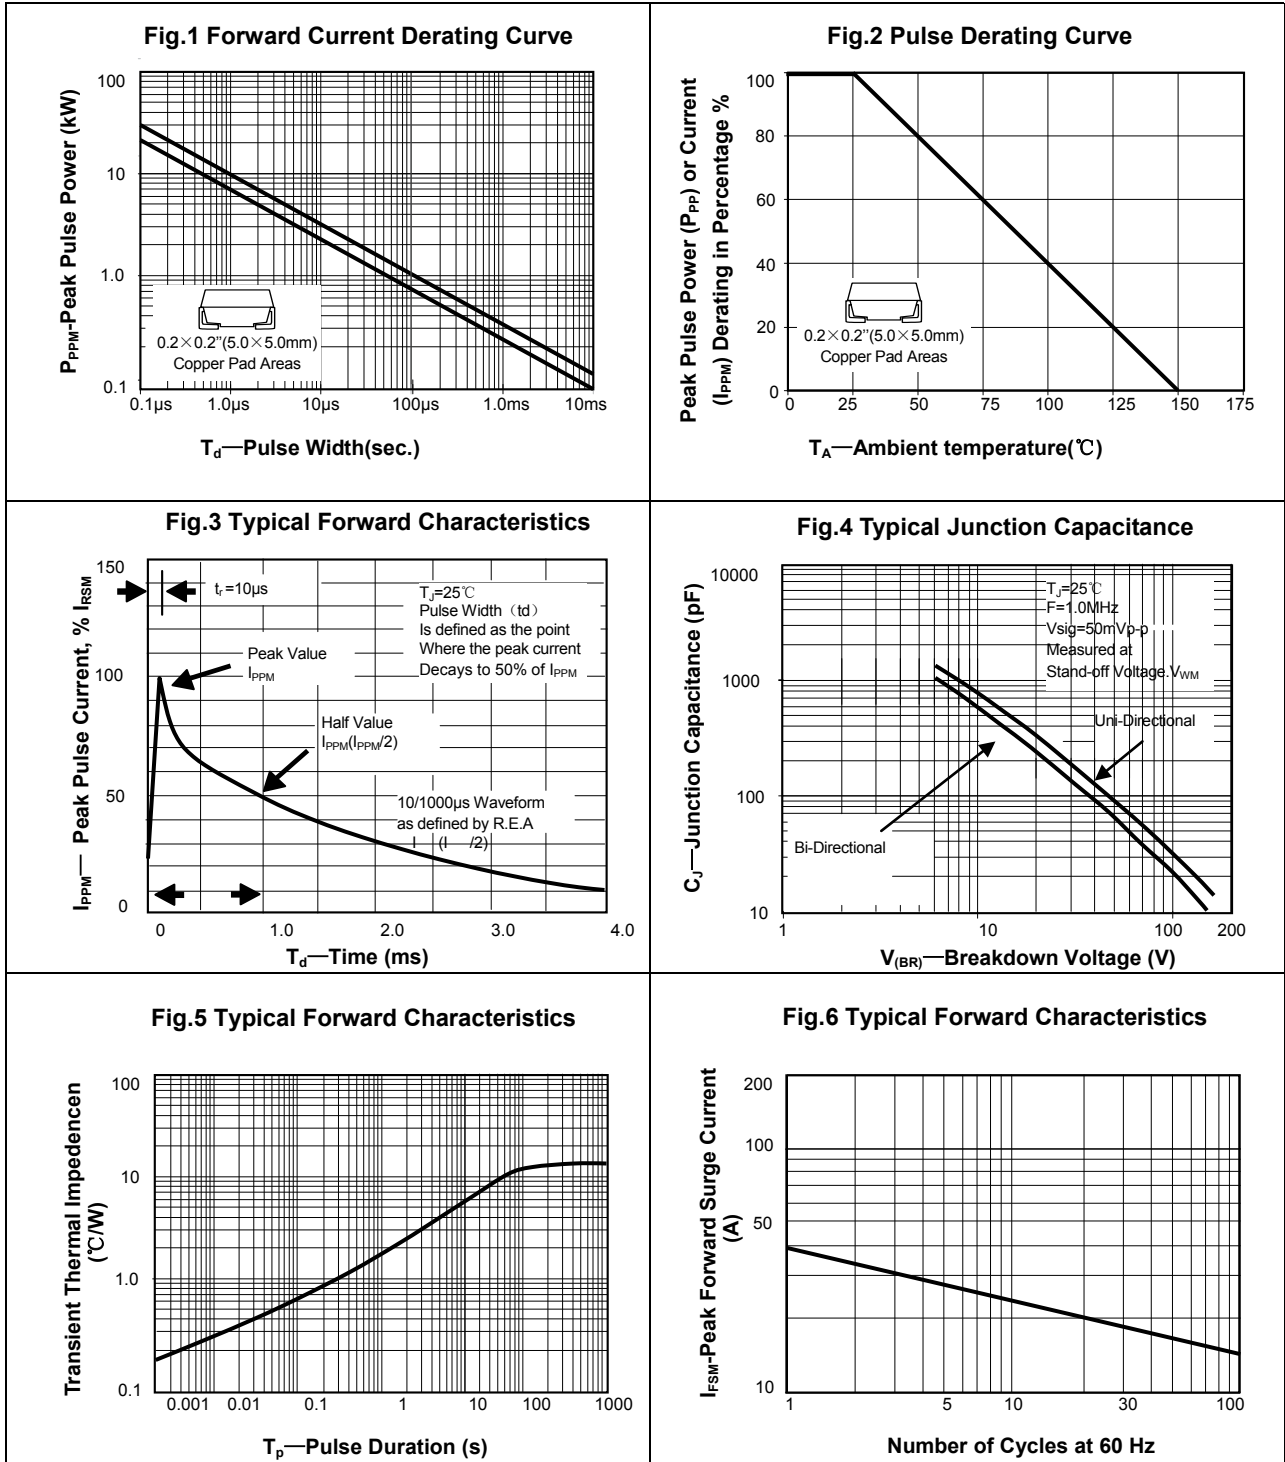 Fig.1 Forward Current Derating Curve
PPPM-Peak Pulse Power (kW)
100
10
1.0
0.1
0.2×0.2”(5.0×5.0mm)
Copper Pad Areas
0.1μs 1.0μs 10μs 100μs 1.0ms 10ms
Td—Pulse Width(sec.)
Fig.2 Pulse Derating Curve
Peak Pulse Power (PPP) or Current
(IPPM) Derating in Percentage %
100
80
60
40
20
0
0.2×0.2”(5.0×5.0mm)
Copper Pad Areas
0 25 50 75 100 125 150 175
TA—Ambient temperature(℃)
Fig.3 Typical Forward Characteristics
IPPM— Peak Pulse Current, % IRSM
150
100
50
0
tr=10μs
TJ=25℃
Pulse Width（td）
Is defined as the point
Where the peak current
Decays to 50% of IPPM
Peak Value
IPPM
Half Value
IPPM(IPPM/2)
10/1000μs Waveform
as defined by R.E.A
I (I /2)
0 1.0 2.0 3.0 4.0
Td—Time (ms)
Fig.4 Typical Junction Capacitance
CJ—Junction Capacitance (pF)
10000
1000
100
10
TJ=25℃
F=1.0MHz
Vsig=50mVp-p
Measured at
Stand-off Voltage.VWM
Uni-Directional
Bi-Directional
1 10 100 200
V(BR)—Breakdown Voltage (V)
Fig.5 Typical Forward Characteristics
Transient Thermal Impedencen
(℃/W)
100
10
1.0
0.1
0.001 0.01 0.1 1 10 100 1000
Tp—Pulse Duration (s)
Fig.6 Typical Forward Characteristics
IFSM-Peak Forward Surge Current
(A)
200
100
50
10
1 5 10 30 100
Number of Cycles at 60 Hz